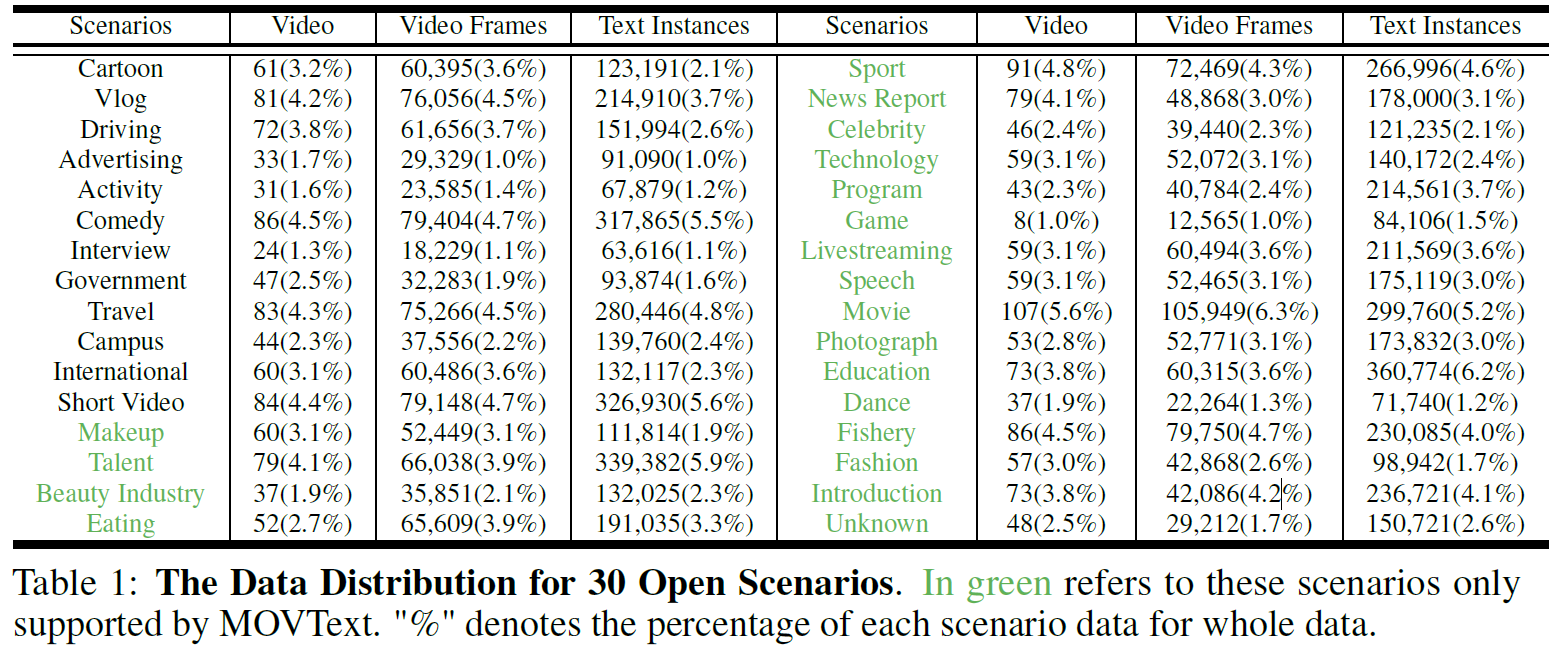 Scenarios Video Video Frames Text Instances Scenarios Video Video Frames Text Instances
Cartoon 61(3.2%) 60,395(3.6%) 123,191(2.1%) Sport 91(4.8%) 72,469(4.3%) 266,996(4.6%)
Vlog 81(4.2%) 76,056(4.5%) 214,910(3.7%) News Report 79(4.1%) 48,868(3.0%) 178,000(3.1%)
Driving 72(3.8%) 61,656(3.7%) 151,994(2.6%) Celebrity 46(2.4%) 39,440(2.3%) 121,235(2.1%)
Advertising 33(1.7%) 29,329(1.0%) 91,090(1.0%) Technology 59(3.1%) 52,072(3.1%) 140,172(2.4%)
Activity 31(1.6%) 23,585(1.4%) 67,879(1.2%) Program 43(2.3%) 40,784(2.4%) 214,561(3.7%)
Comedy 86(4.5%) 79,404(4.7%) 317,865(5.5%) Game 8(1.0%) 12,565(1.0%) 84,106(1.5%)
Interview 24(1.3%) 18,229(1.1%) 63,616(1.1%) Livestreaming 59(3.1%) 60,494(3.6%) 211,569(3.6%)
Government 47(2.5%) 32,283(1.9%) 93,874(1.6%) Speech 59(3.1%) 52,465(3.1%) 175,119(3.0%)
Travel 83(4.3%) 75,266(4.5%) 280,446(4.8%) Movie 107(5.6%) 105,949(6.3%) 299,760(5.2%)
Campus 44(2.3%) 37,556(2.2%) 139,760(2.4%) Photograph 53(2.8%) 52,771(3.1%) 173,832(3.0%)
International 60(3.1%) 60,486(3.6%) 132,117(2.3%) Education 73(3.8%) 60,315(3.6%) 360,774(6.2%)
Short Video 84(4.4%) 79,148(4.7%) 326,930(5.6%) Dance 37(1.9%) 22,264(1.3%) 71,740(1.2%)
Makeup 60(3.1%) 52,449(3.1%) 111,814(1.9%) Fishery 86(4.5%) 79,750(4.7%) 230,085(4.0%)
Talent 79(4.1%) 66,038(3.9%) 339,382(5.9%) Fashion 57(3.0%) 42,868(2.6%) 98,942(1.7%)
Beauty Industry 37(1.9%) 35,851(2.1%) 132,025(2.3%) Introduction 73(3.8%) 42,086(4.2%) 236,721(4.1%)
Eating 52(2.7%) 65,609(3.9%) 191,035(3.3%) Unknown 48(2.5%) 29,212(1.7%) 150,721(2.6%)
Table 1: The Data Distribution for 30 Open Scenarios. In green refers to these scenarios only
supported by MOVText. "%" denotes the percentage of each scenario data for whole data.